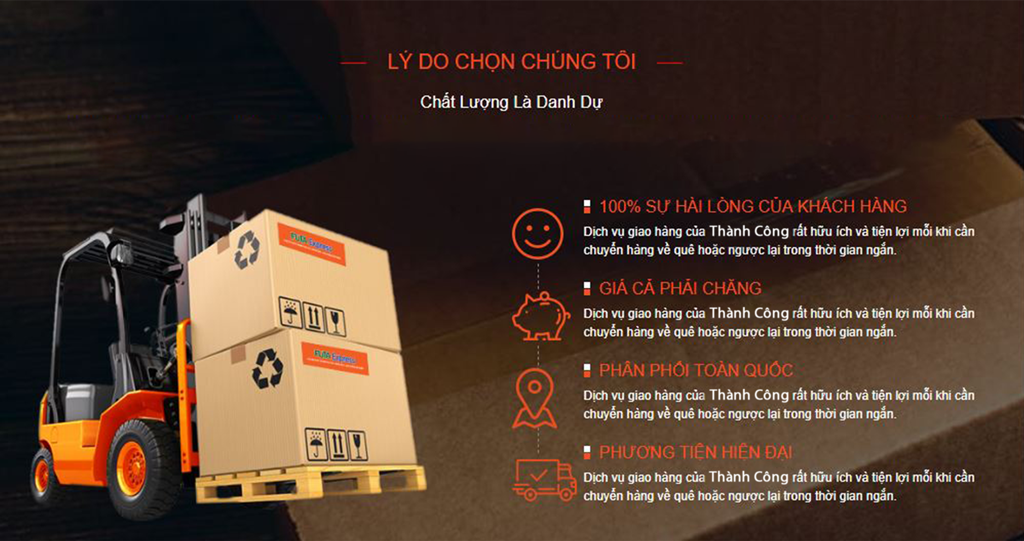 LÝ DO CHỌN CHÚNG TÔI
Chất Lượng Là Danh Dự
100% SỰ HÀI LÒNG CỦA KHÁCH HÀNG
Dịch vụ giao hàng của Thành Công rất hữu ích và tiện lợi mỗi khi cần
chuyển hàng về quê hoặc ngược lại trong thời gian ngắn.
GIÁ CẢ PHẢI CHĂNG
Dịch vụ giao hàng của Thành Công rất hữu ích và tiện lợi mỗi khi cần
chuyển hàng về quê hoặc ngược lại trong thời gian ngắn.
PHÂN PHỐI TOÀN QUỐC
Dịch vụ giao hàng của Thành Công rất hữu ích và tiện lợi mỗi khi cần
chuyển hàng về quê hoặc ngược lại trong thời gian ngắn.
PHƯƠNG TIỆN HIỆN ĐẠI
Dịch vụ giao hàng của Thành Công rất hữu ích và tiện lợi mỗi khi cần
chuyển hàng về quê hoặc ngược lại trong thời gian ngắn.